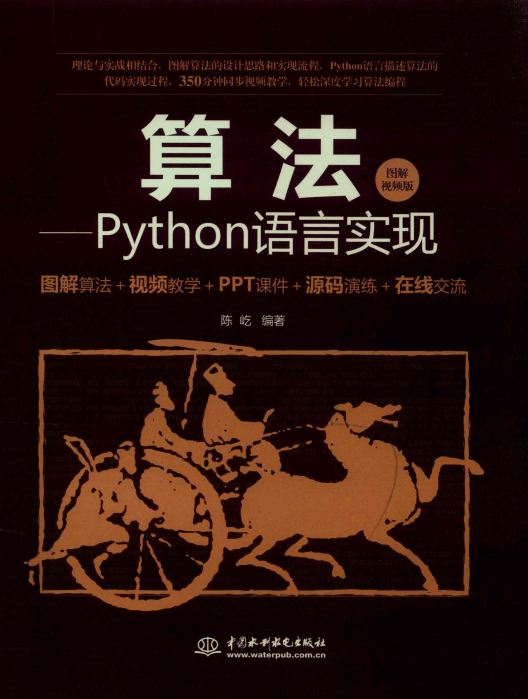 理论与实战相结合，图解算法的设计思路和实现流程，Python语言描述算法的
代码实现过程，350分钟同步视频教学，轻松深度学习算法编程
算法
图解
视频版
——Python语言实现
图解算法+视频教学+PPT课件+源码演练+在线交流
陈屹 编著
中国水利水电出版社
www.waterpub.com.cn